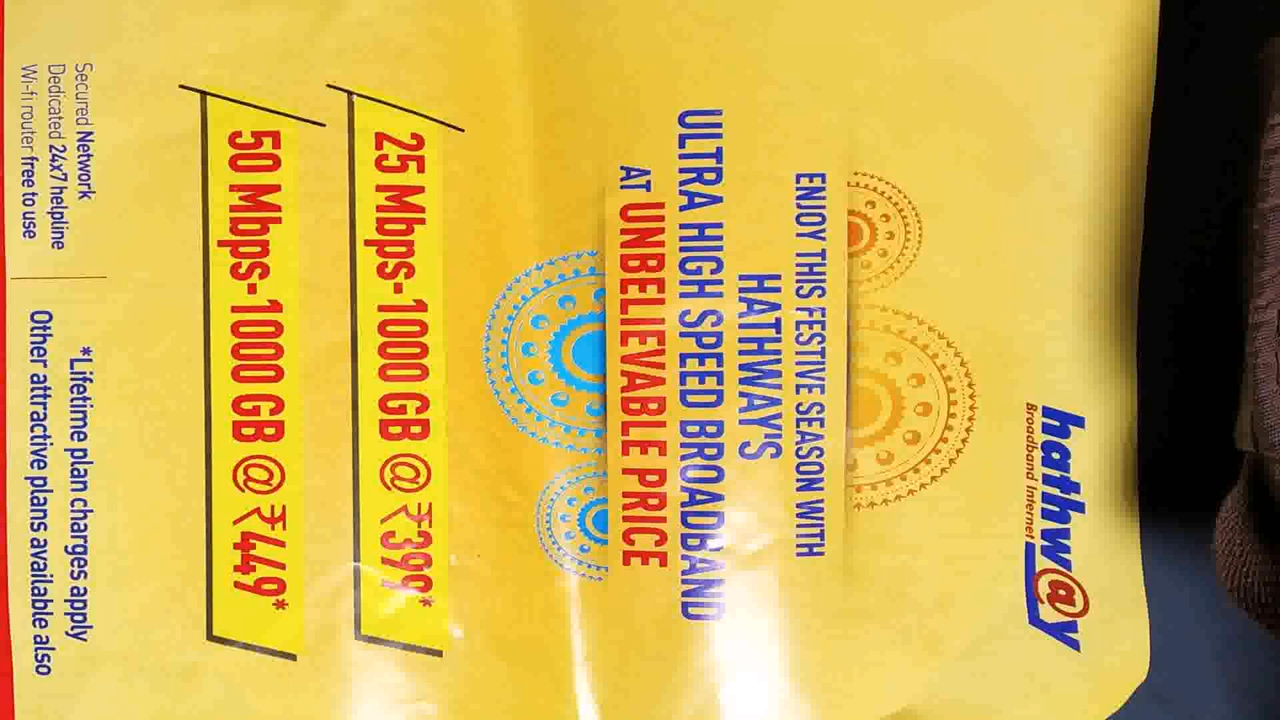 hathw@y
Broadband Internet
ENJOY THIS FESTIVE SEASON WITH
HATHWAY'S
ULTRA HIGH SPEED BROADBAND
AT UNBELIEVABLE PRICE
25 Mbps-1000 GB @ ₹399*
50 Mbps-1000 GB @ ₹449*
Secured Network
Dedicated 24x7 helpline
Wi-fi router free to use
*Lifetime plan charges apply
Other attractive plans available also